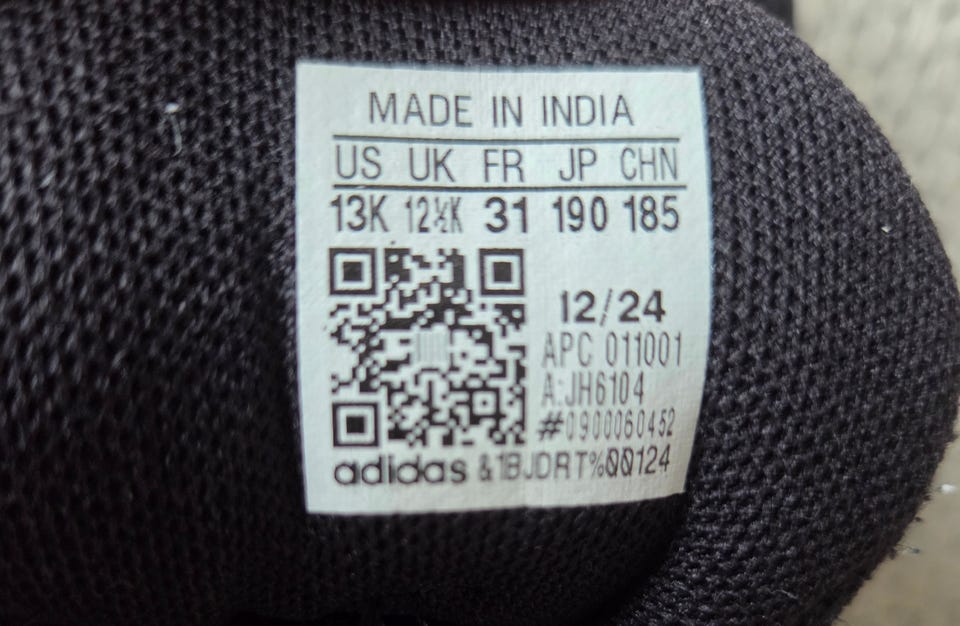 MADE IN INDIA
US UK FR JP CHN
13K 12½K 31 190 185
12/24
APC 011001
A:JH6104
#0900060452
adidas &1BJDRT%00124